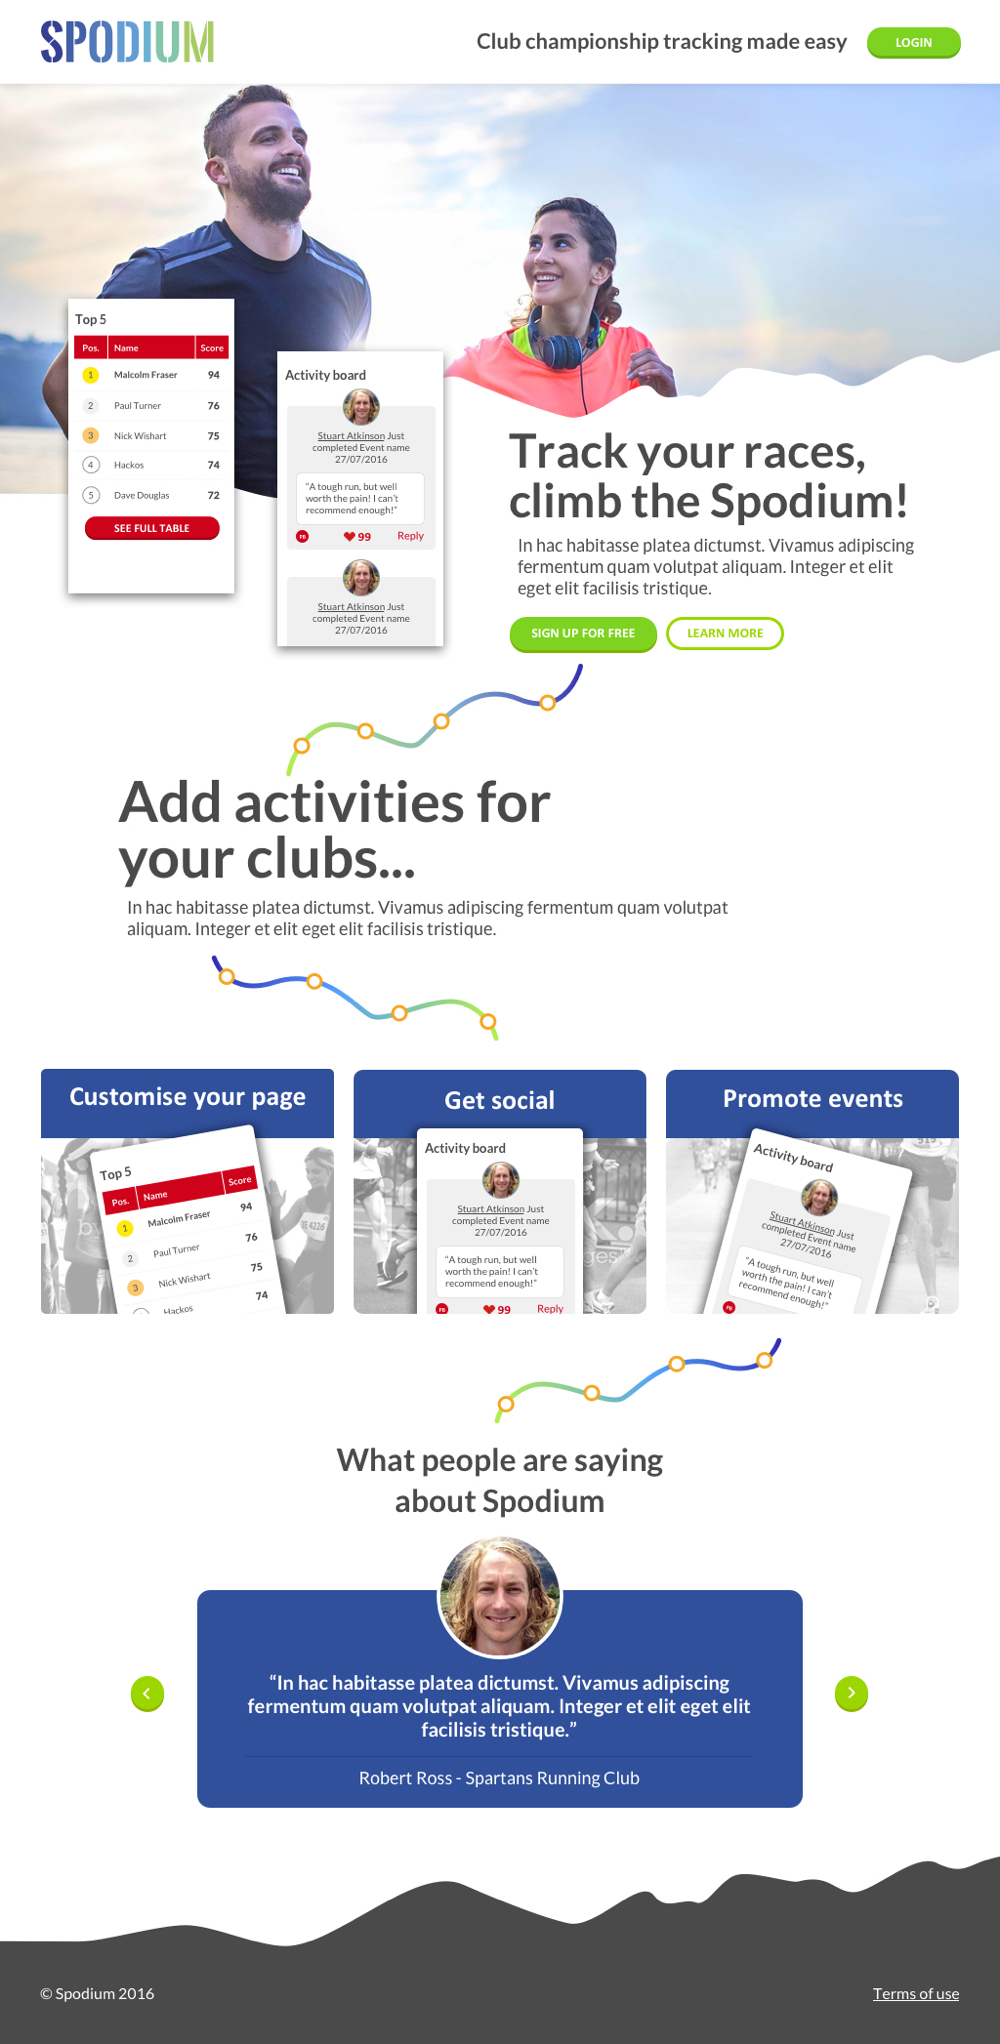 SPODIUM
Club championship tracking made easy
LOGIN
Top 5
Pos. Name Score
1 Malcolm Fraser 94
2 Paul Turner 76
3 Nick Wishart 75
4 Hackos 74
5 Dave Douglas 72
SEE FULL TABLE
Activity board
Stuart Atkinson Just
completed Event name
27/07/2016
“A tough run, but well
worth the pain! I can’t
recommend enough!”
PB 99 Reply
Stuart Atkinson Just
completed Event name
27/07/2016
Track your races,
climb the Spodium!
In hac habitasse platea dictumst. Vivamus adipiscing
fermentum quam volutpat aliquam. Integer et elit
eget elit facilisis tristique.
SIGN UP FOR FREE
LEARN MORE
Add activities for
your clubs...
In hac habitasse platea dictumst. Vivamus adipiscing fermentum quam volutpat
aliquam. Integer et elit eget elit facilisis tristique.
Customise your page
Top 5
Pos. Name Score
1 Malcolm Fraser 94
2 Paul Turner 76
3 Nick Wishart 75
Hackos 74
4226
Get social
Activity board
Stuart Atkinson Just
completed Event name
27/07/2016
“A tough run, but well
worth the pain! I can’t
recommend enough!”
PB 99 Reply
ges
Promote events
515
Activity board
Stuart Atkinson Just
completed Event name
27/07/2016
“A tough run, but well
worth the pain! I can’t
recommend enough!”
PB
What people are saying
about Spodium
“In hac habitasse platea dictumst. Vivamus adipiscing
fermentum quam volutpat aliquam. Integer et elit eget elit
facilisis tristique.”
Robert Ross - Spartans Running Club
© Spodium 2016
Terms of use